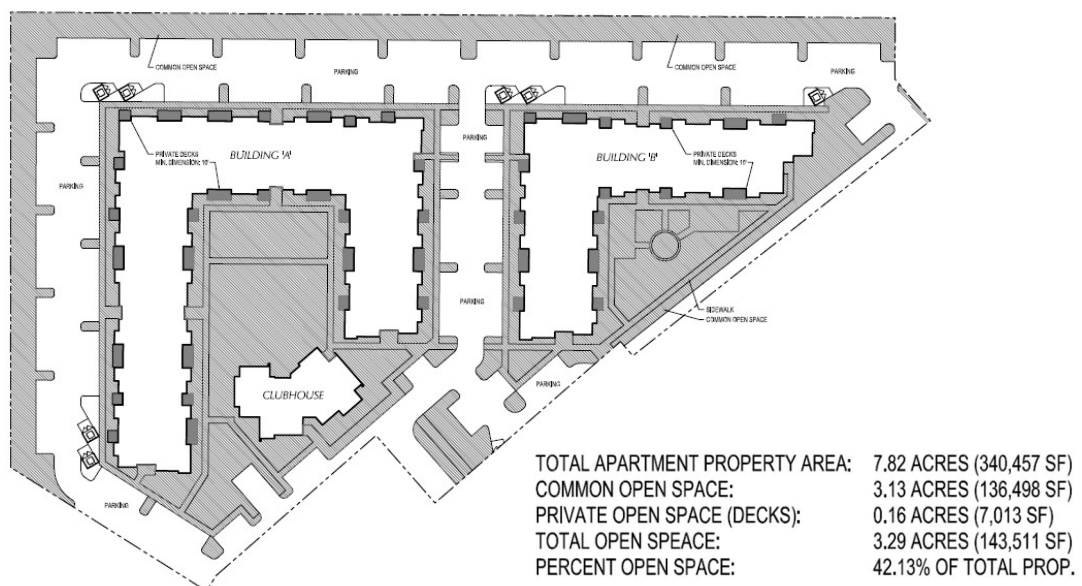 COMMON OPEN SPACE
COMMON OPEN SPACE
PARKING
PARKING
PARKING
PRIVATE DECKS
MIN. DIMENSION: 10'
BUILDING 'A'
BUILDING 'B'
PRIVATE DECKS
MIN. DIMENSION: 10'
PARKING
PARKING
PARKING
SIDEWALK
COMMON OPEN SPACE
PARKING
CLUBHOUSE
PARKING
TOTAL APARTMENT PROPERTY AREA: 7.82 ACRES (340,457 SF)
COMMON OPEN SPACE: 3.13 ACRES (136,498 SF)
PRIVATE OPEN SPACE (DECKS): 0.16 ACRES (7,013 SF)
TOTAL OPEN SPEACE: 3.29 ACRES (143,511 SF)
PERCENT OPEN SPACE: 42.13% OF TOTAL PROP.